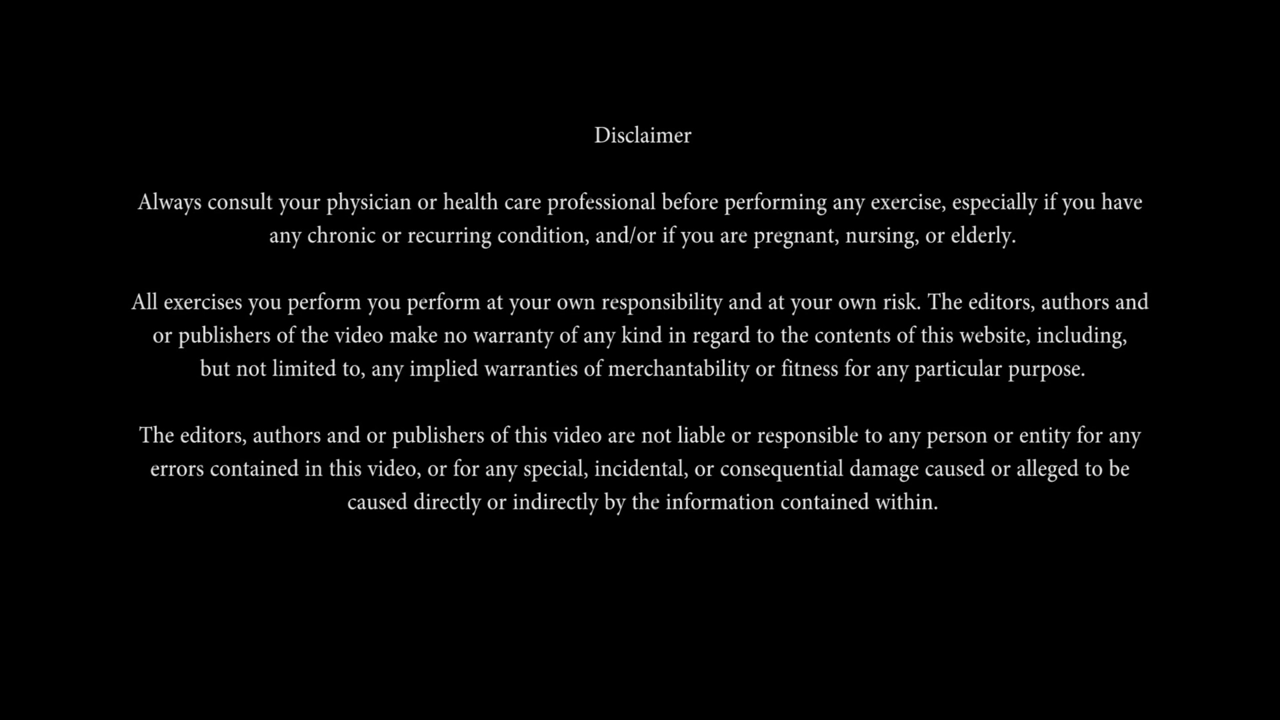 Disclaimer
Always consult your physician or health care professional before performing any exercise, especially if you have
any chronic or recurring condition, and/or if you are pregnant, nursing, or elderly.
All exercises you perform you perform at your own responsibility and at your own risk. The editors, authors and
or publishers of the video make no warranty of any kind in regard to the contents of this website, including,
but not limited to, any implied warranties of merchantability or fitness for any particular purpose.
The editors, authors and or publishers of this video are not liable or responsible to any person or entity for any
errors contained in this video, or for any special, incidental, or consequential damage caused or alleged to be
caused directly or indirectly by the information contained within.